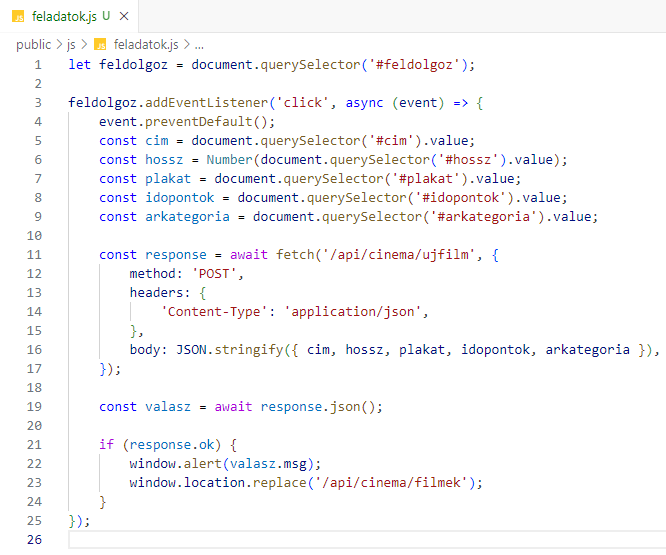 feladatok.js U ×
public > js > JS feladatok.js > ...
1 let feldolgoz = document.querySelector('#feldolgoz');
2
3 feldolgoz.addEventListener('click', async (event) => {
4     event.preventDefault();
5     const cim = document.querySelector('#cim').value;
6     const hossz = Number(document.querySelector('#hossz').value);
7     const plakat = document.querySelector('#plakat').value;
8     const idopontok = document.querySelector('#idopontok').value;
9     const arkategoria = document.querySelector('#arkategoria').value;
10
11     const response = await fetch('/api/cinema/ujfilm', {
12         method: 'POST',
13         headers: {
14             'Content-Type': 'application/json',
15         },
16         body: JSON.stringify({ cim, hossz, plakat, idopontok, arkategoria }),
17     });
18
19     const valasz = await response.json();
20
21     if (response.ok) {
22         window.alert(valasz.msg);
23         window.location.replace('/api/cinema/filmek');
24     }
25 });
26